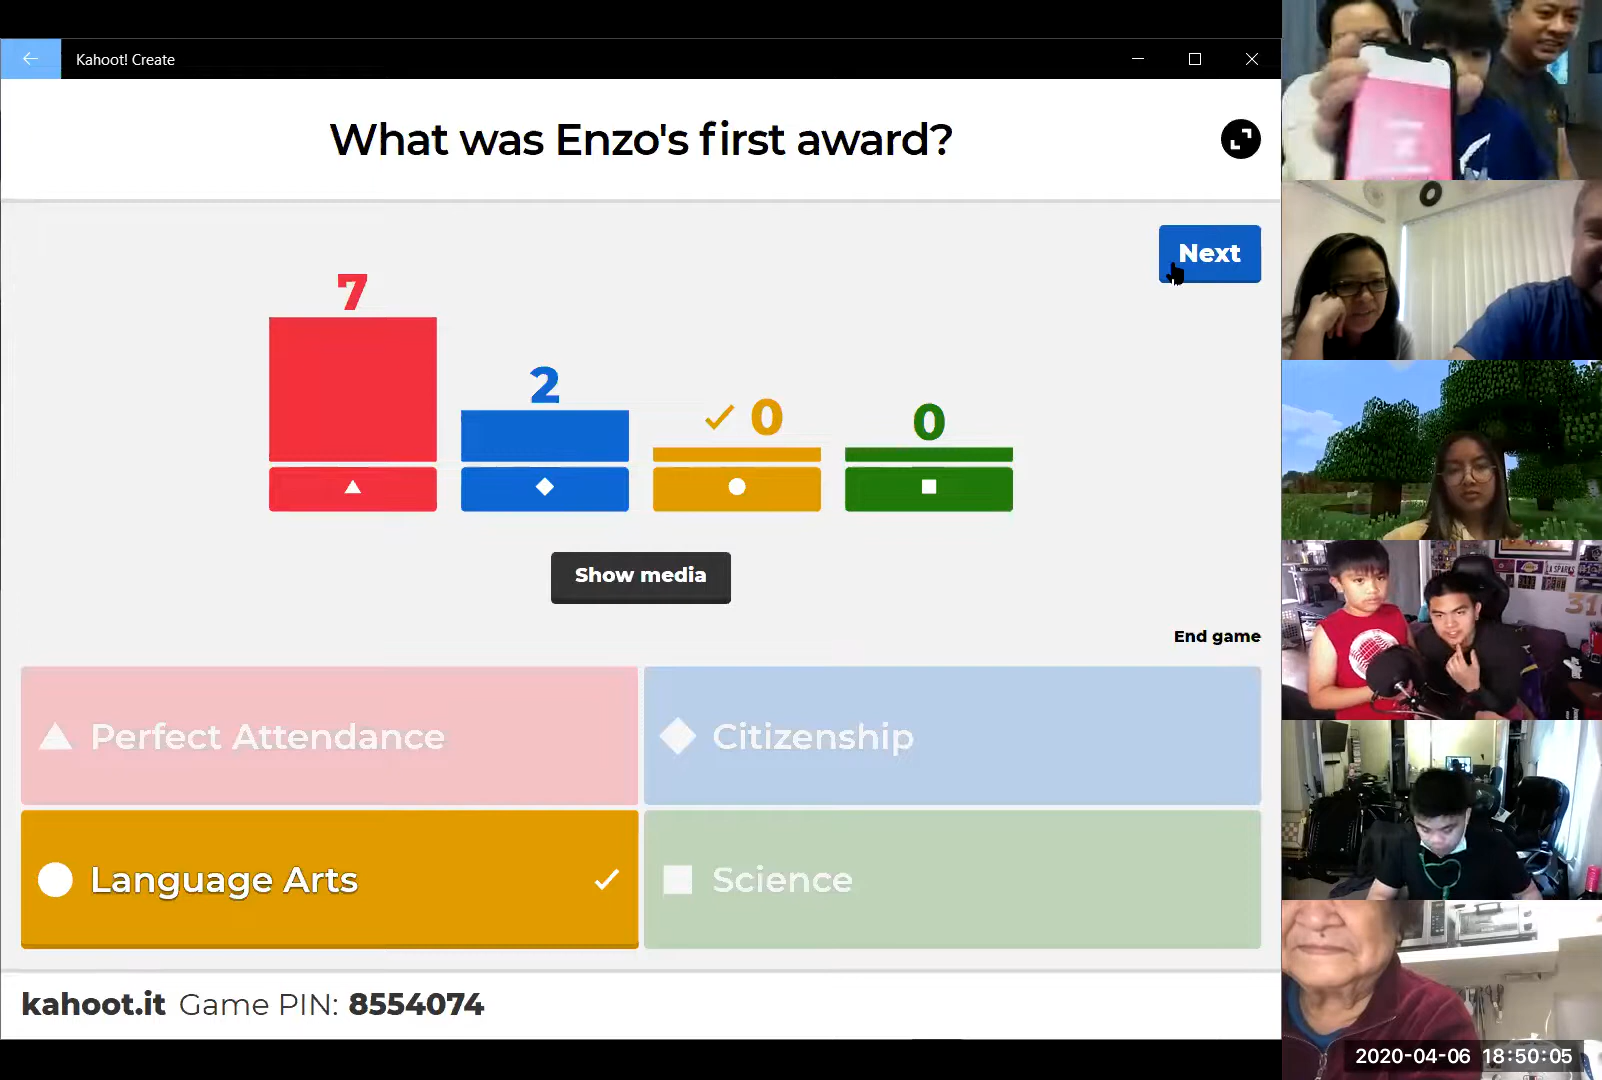 Kahoot! Create
What was Enzo's first award?
Next
7
2
0
0
Show media
End game
Perfect Attendance
Citizenship
Language Arts
Science
kahoot.it Game PIN: 8554074
SPARKS
2020-04-06 18:50:05